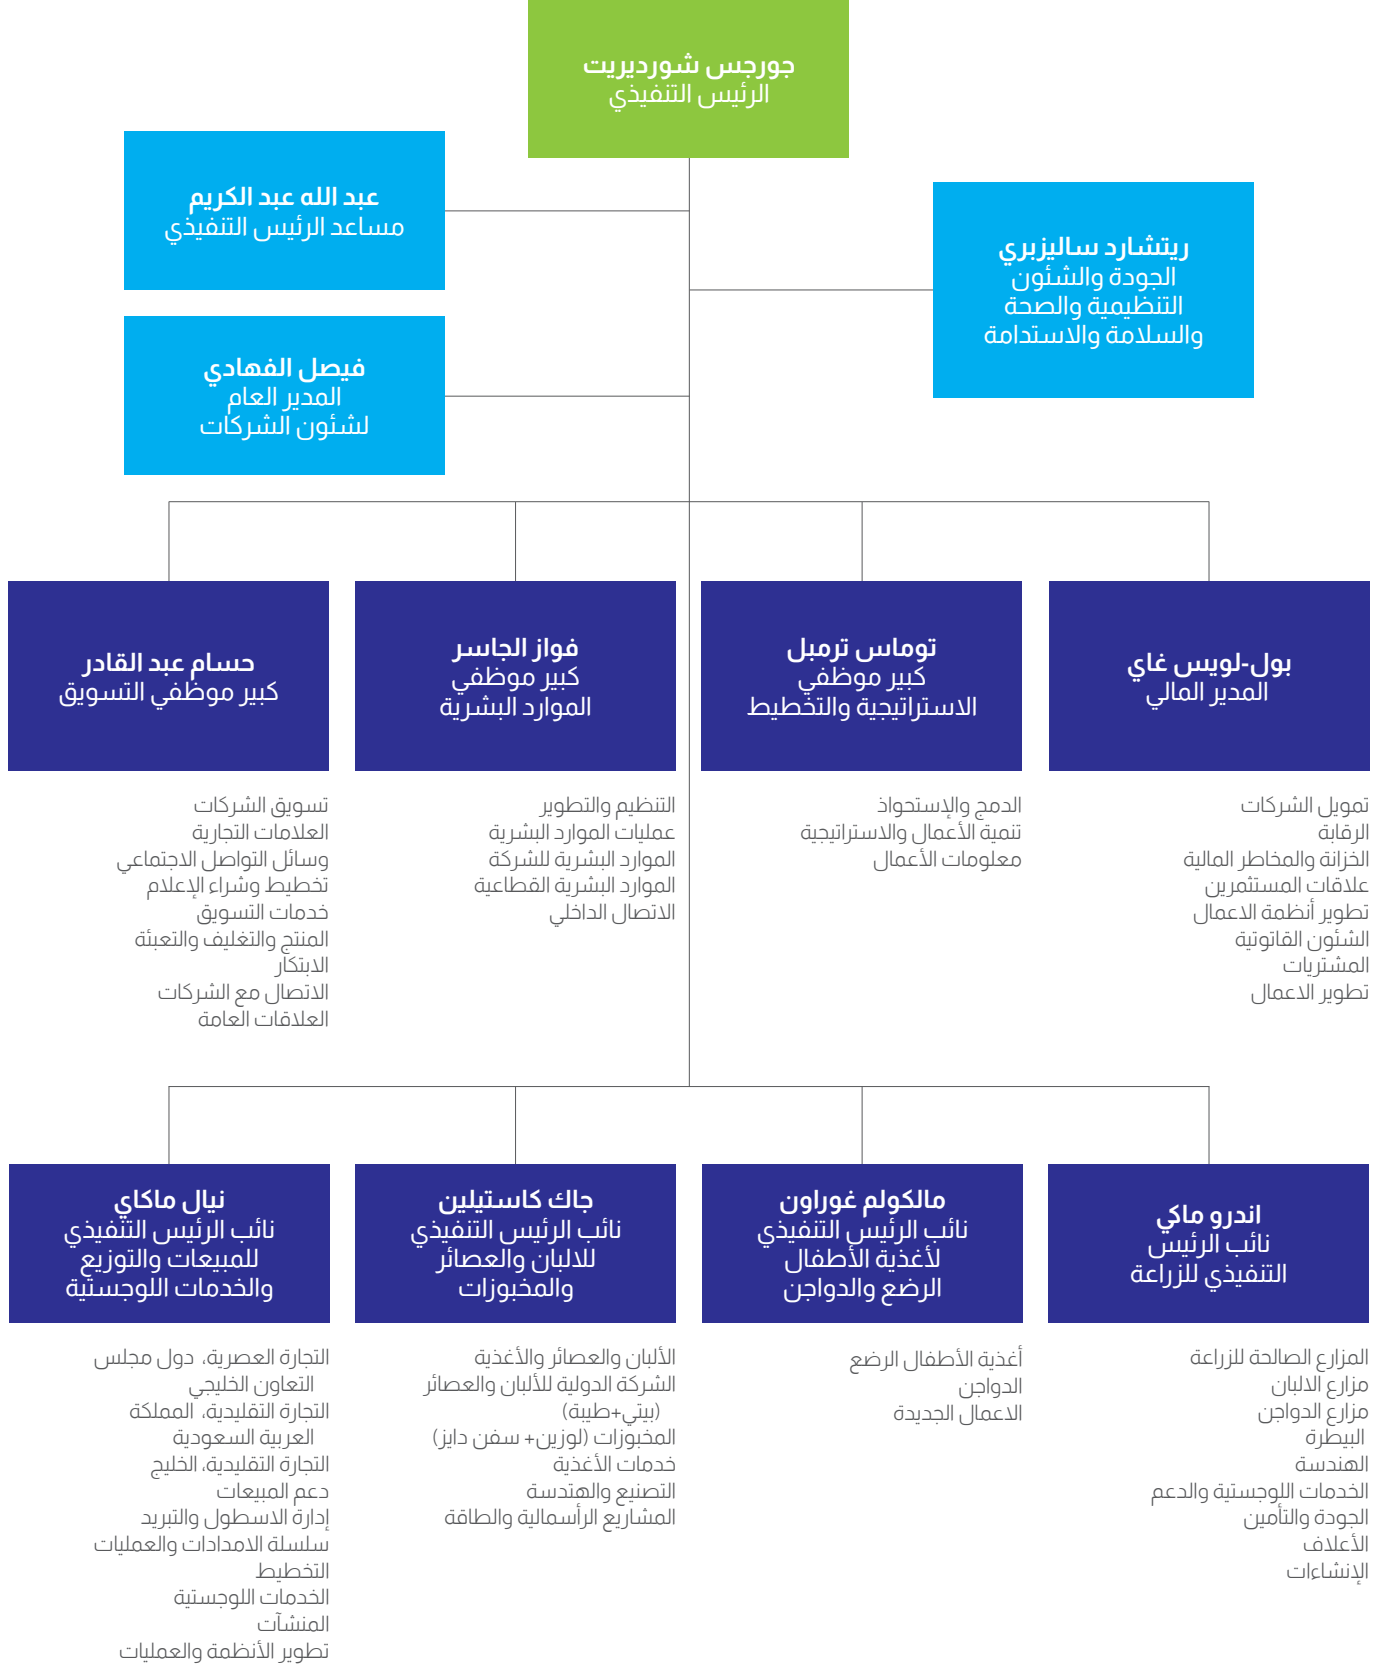 جورجس شورديريت
الرئيس التنفيذي
عبد الله عبد الكريم
مساعد الرئيس التنفيذي
ريتشارد ساليزبري
الجودة والشئون
التنظيمية والصحة
والسلامة والاستدامة
فيصل الفهادي
المدير العام
لشئون الشركات
بول-لويس غاي
المدير المالي
تمويل الشركات
الرقابة
الخزانة والمخاطر المالية
علاقات المستثمرين
تطوير أنظمة الاعمال
الشئون القاتوتية
المشتريات
تطوير الاعمال
توماس ترمبل
كبير موظفي
الاستراتيجية والتخطيط
الدمج والإستحواذ
تنمية الأعمال والاستراتيجية
معلومات الأعمال
فواز الجاسر
كبير موظفي
الموارد البشرية
التنظيم والتطوير
عمليات الموارد البشرية
الموارد البشرية للشركة
الموارد البشرية القطاعية
الاتصال الداخلي
حسام عبد القادر
كبير موظفي التسويق
تسويق الشركات
العلامات التجارية
وسائل التواصل الاجتماعي
تخطيط وشراء الإعلام
خدمات التسويق
المنتج والتغليف والتعبئة
الابتكار
الاتصال مع الشركات
العلاقات العامة
اندرو ماكي
نائب الرئيس
التنفيذي للزراعة
المزارع الصالحة للزراعة
مزارع الالبان
مزارع الدواجن
البيطرة
الهندسة
الخدمات اللوجستية والدعم
الجودة والتأمين
الأعلاف
الإنشاءات
مالكولم غوراون
نائب الرئيس التنفيذي
لأغذية الأطفال
الرضع والدواجن
أغذية الأطفال الرضع
الدواجن
الاعمال الجديدة
جاك كاستيلين
نائب الرئيس التنفيذي
للالبان والعصائر
والمخبوزات
الألبان والعصائر والأغذية
الشركة الدولية للألبان والعصائر
(بيتي+طيبة)
المخبوزات (لوزين+ سفن دايز)
خدمات الأغذية
التصنيع والهتدسة
المشاريع الرأسمالية والطاقة
نيال ماكاي
نائب الرئيس التنفيذي
للمبيعات والتوزيع
والخدمات اللوجستية
التجارة العصرية، دول مجلس
التعاون الخليجي
التجارة التقليدية، المملكة
العربية السعودية
التجارة التقليدية، الخليج
دعم المبيعات
إدارة الاسطول والتبريد
سلسلة الامدادات والعمليات
التخطيط
الخدمات اللوجستية
المنشآت
تطوير الأنظمة والعمليات